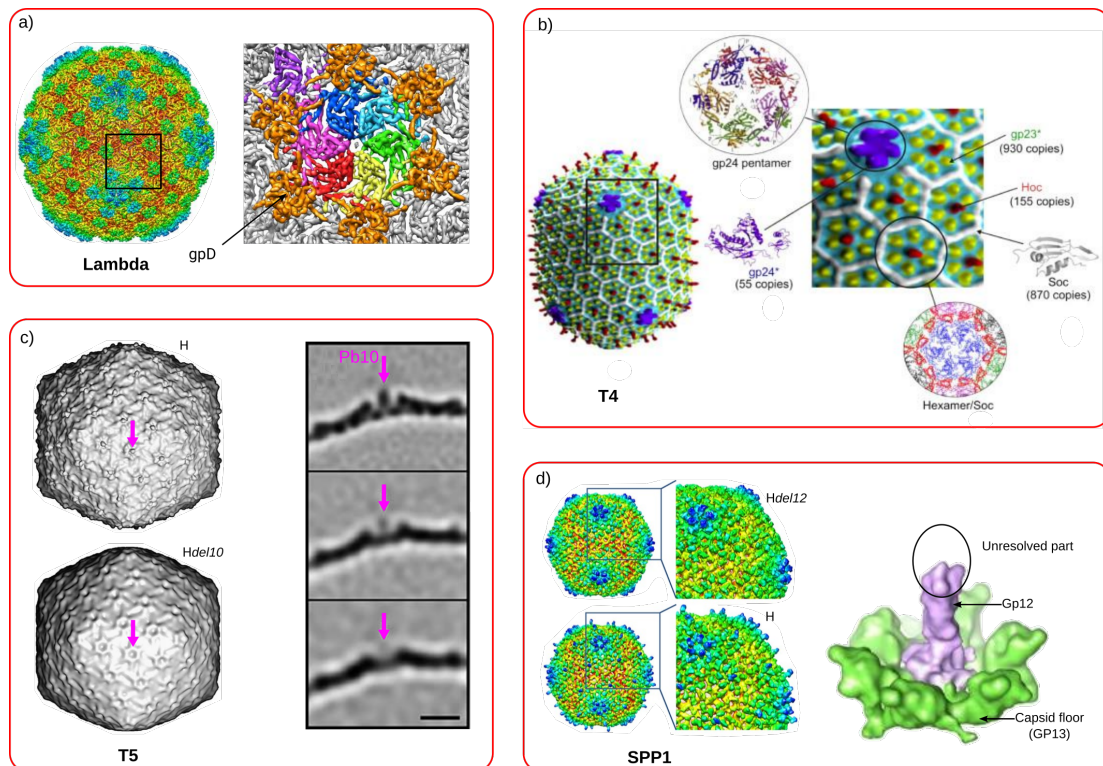 a)
gpD
Lambda
b)
gp24 pentamer
gp23*
(930 copies)
Hoc
(155 copies)
gp24*
(55 copies)
Soc
(870 copies)
Hexamer/Soc
T4
c)
H
Pb10
Hdel10
T5
d)
Hdel12
H
Unresolved part
Gp12
Capsid floor
(GP13)
SPP1